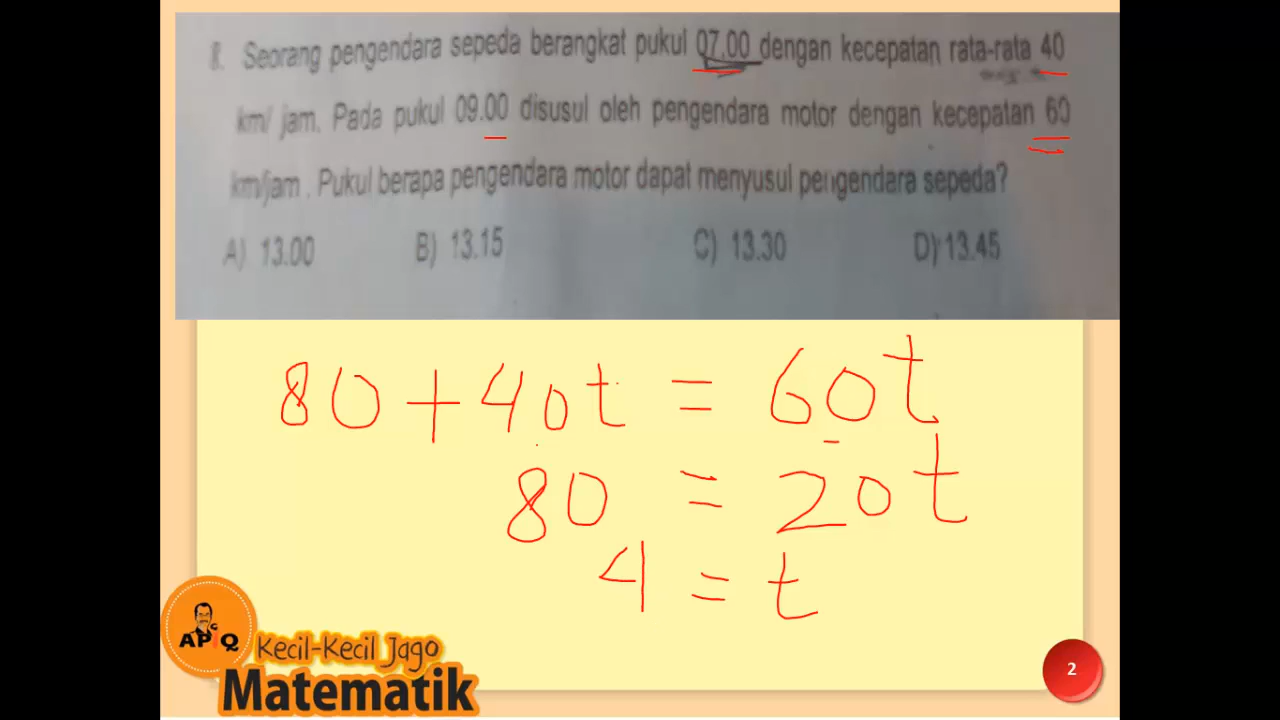 8. Seorang pengendara sepeda berangkat pukul 07.00 dengan kecepatan rata-rata 40
km/ jam. Pada pukul 09.00 disusul oleh pengendara motor dengan kecepatan 60
km/jam . Pukul berapa pengendara motor dapat menyusul pengendara sepeda?
A) 13.00 B) 13.15 C) 13.30 D) 13.45
80 + 40t = 60t
80 = 20t
4 = t
APIQ
Kecil-Kecil Jago
Matematik
2